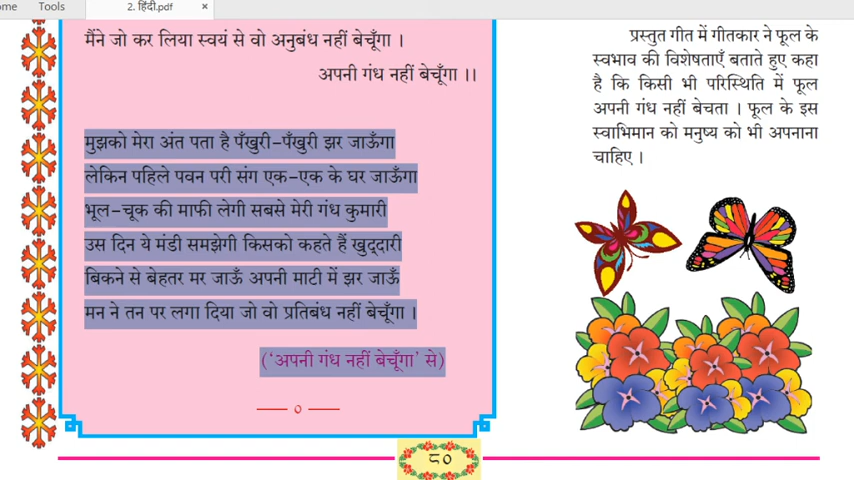 ome
Tools
2. हिंदी.pdf
×
मैंने जो कर लिया स्वयं से वो अनुबंध नहीं बेचूँगा ।
अपनी गंध नहीं बेचूँगा ।।
मुझको मेरा अंत पता है पँखुरी-पँखुरी झर जाऊँगा
लेकिन पहिले पवन परी संग एक-एक के घर जाऊँगा
भूल-चूक की माफी लेगी सबसे मेरी गंध कुमारी
उस दिन ये मंडी समझेगी किसको कहते हैं खुद्‌दारी
बिकने से बेहतर मर जाऊँ अपनी माटी में झर जाऊँ
मन ने तन पर लगा दिया जो वो प्रतिबंध नहीं बेचूँगा ।
('अपनी गंध नहीं बेचूँगा' से)
— ० —
प्रस्तुत गीत में गीतकार ने फूल के
स्वभाव की विशेषताएँ बताते हुए कहा
है कि किसी भी परिस्थिति में फूल
अपनी गंध नहीं बेचता । फूल के इस
स्वाभिमान को मनुष्य को भी अपनाना
चाहिए ।
८०